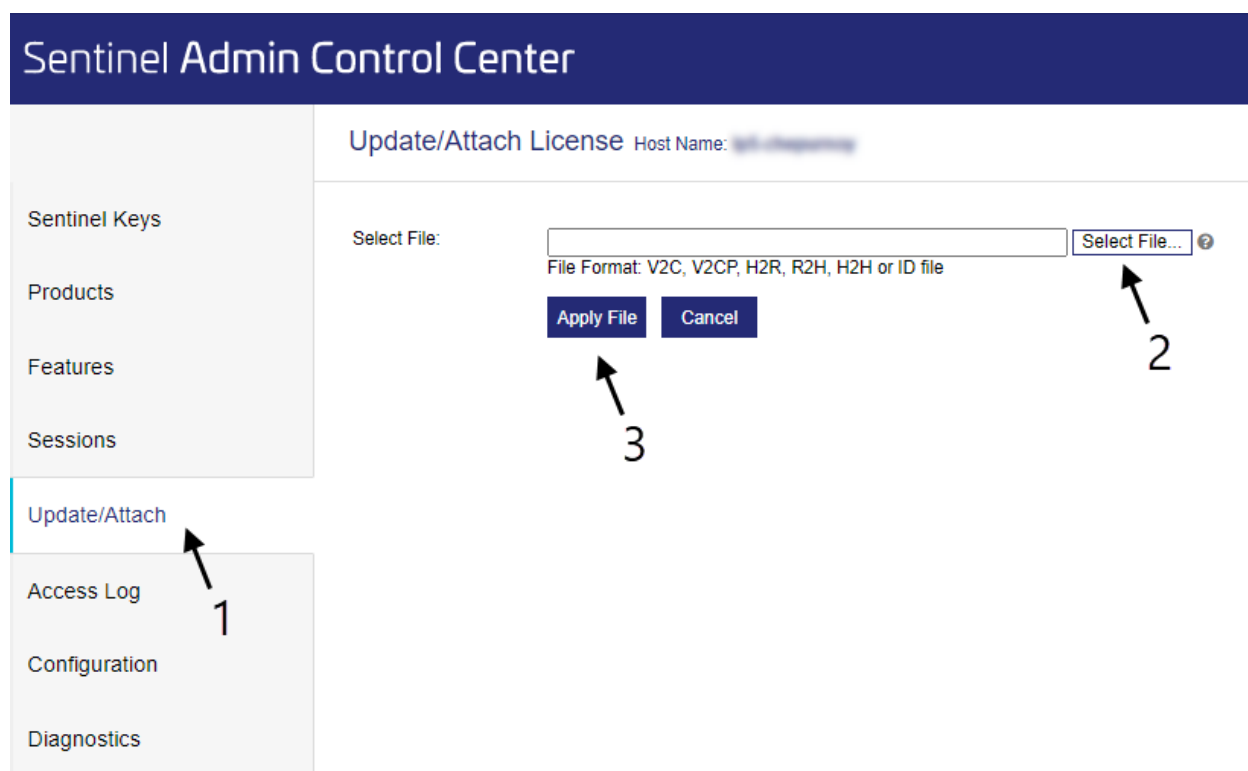 Sentinel Admin Control Center
Update/Attach License Host Name:
Sentinel Keys
Select File:
Select File...
?
File Format: V2C, V2CP, H2R, R2H, H2H or ID file
Products
Apply File Cancel
2
Features
3
Sessions
Update/Attach
1
Access Log
Configuration
Diagnostics